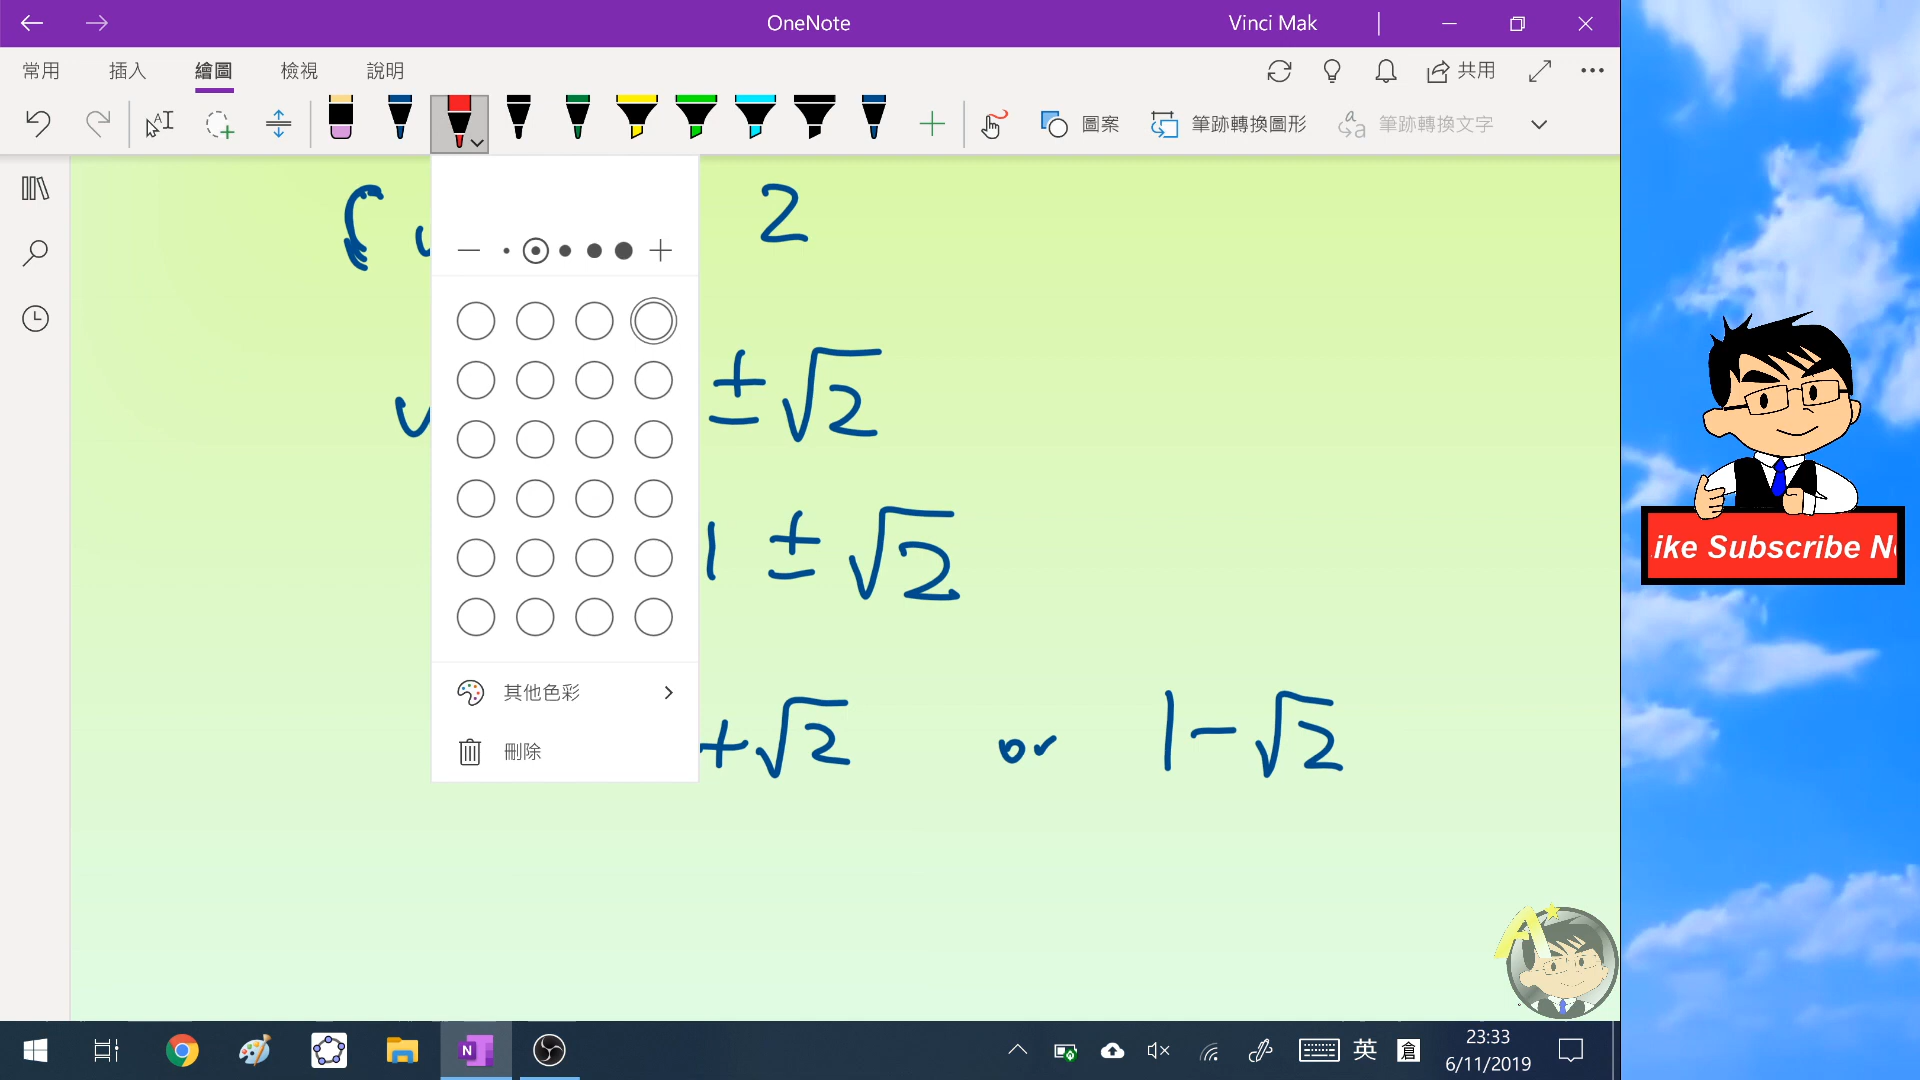 OneNote
Vinci Mak
常用 插入 繪圖 檢視 說明
共用
圖案 筆跡轉換圖形 筆跡轉換文字
2
± √2
1 ± √2
+ √2 or 1 - √2
其他色彩
刪除
ike Subscribe N
A
英 倉
23:33
6/11/2019